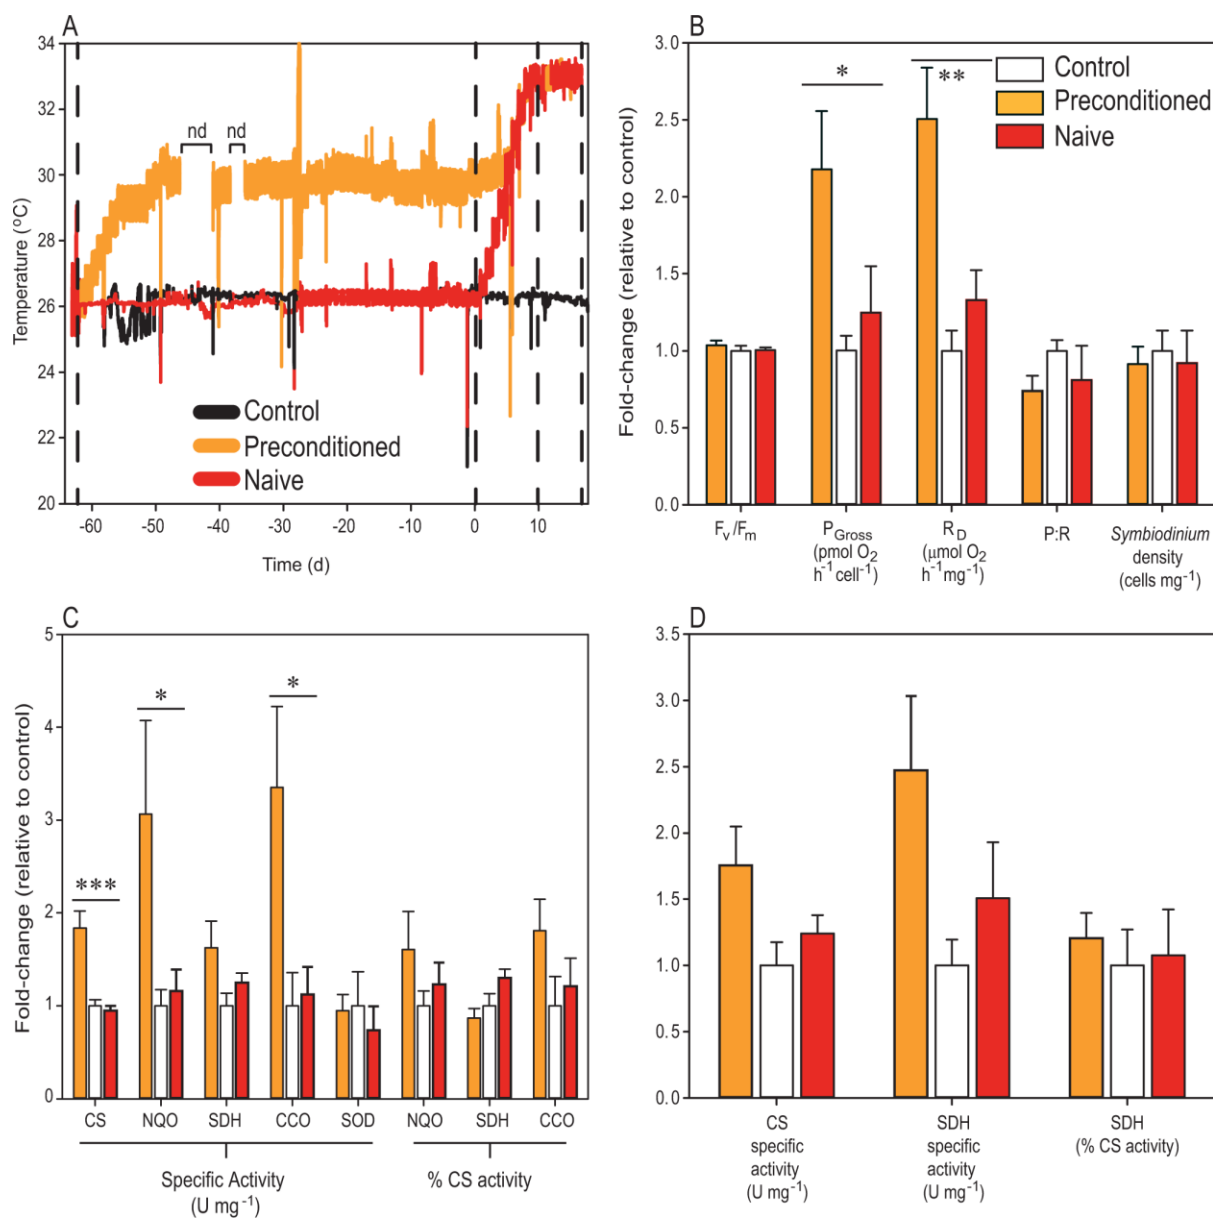 A
Temperature (°C)
34
32
30
28
26
24
22
20
nd nd
Control
Preconditioned
Naive
-60 -50 -40 -30 -20 -10 0 10
Time (d)
B
Fold-change (relative to control)
3.0
2.5
2.0
1.5
1.0
0.5
0.0
* **
Control
Preconditioned
Naive
Fv/Fm
PGross
(pmol O2
h-1 cell-1)
RD
(μmol O2
h-1mg-1)
P:R
Symbiodinium
density
(cells mg-1)
C
Fold-change (relative to control)
5
4
3
2
1
0
***
*
*
CS NQO SDH CCO SOD NQO SDH CCO
Specific Activity
(U mg-1)
% CS activity
D
3.5
3.0
2.5
2.0
1.5
1.0
0.5
0.0
CS
specific
activity
(U mg-1)
SDH
specific
activity
(U mg-1)
SDH
(% CS activity)